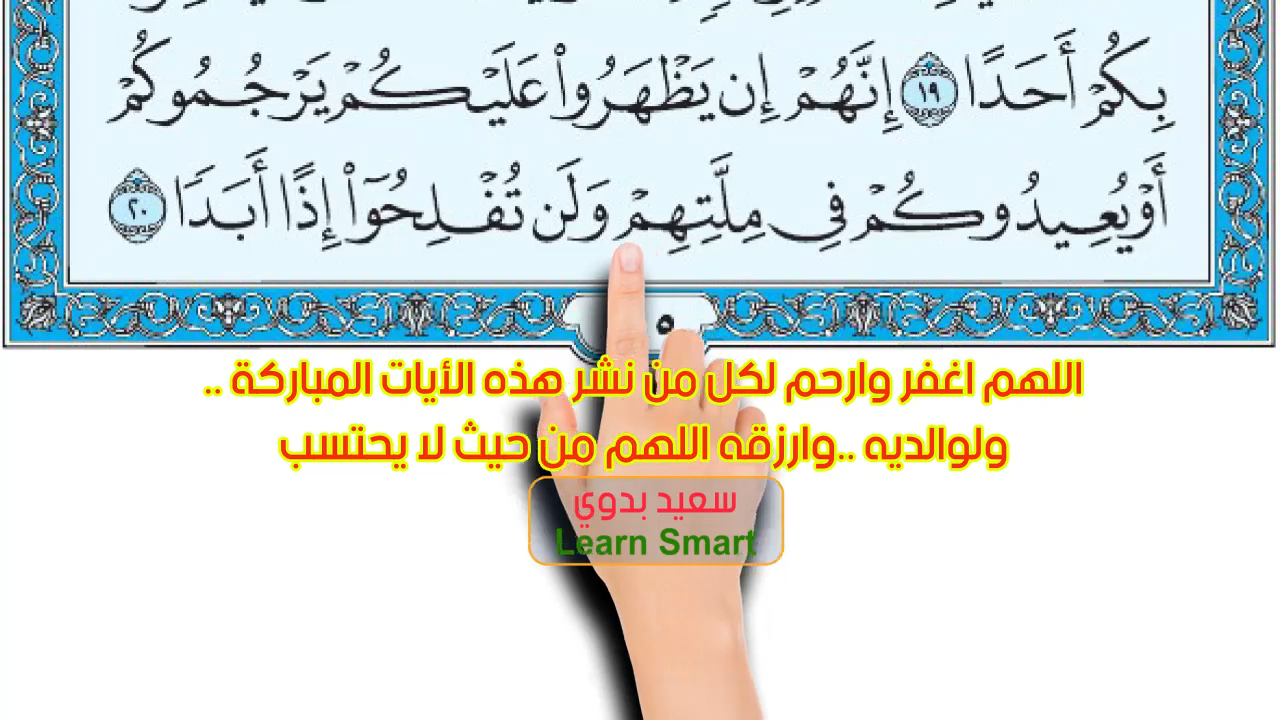 بِكُمْ أَحَدًا ١٩ إِنَّهُمْ إِن يَظْهَرُوا۟ عَلَيْكُمْ يَرْجُمُوكُمْ
أَوْ يُعِيدُوكُمْ فِى مِلَّتِهِمْ وَلَن تُفْلِحُوٓا۟ إِذًا أَبَدًا ٢٠
اللهم اغفر وارحم لكل من نشر هذه الأيات المباركة ..
ولوالديه ..وارزقه اللهم من حيث لا يحتسب
سعيد بدوي
Learn Smart